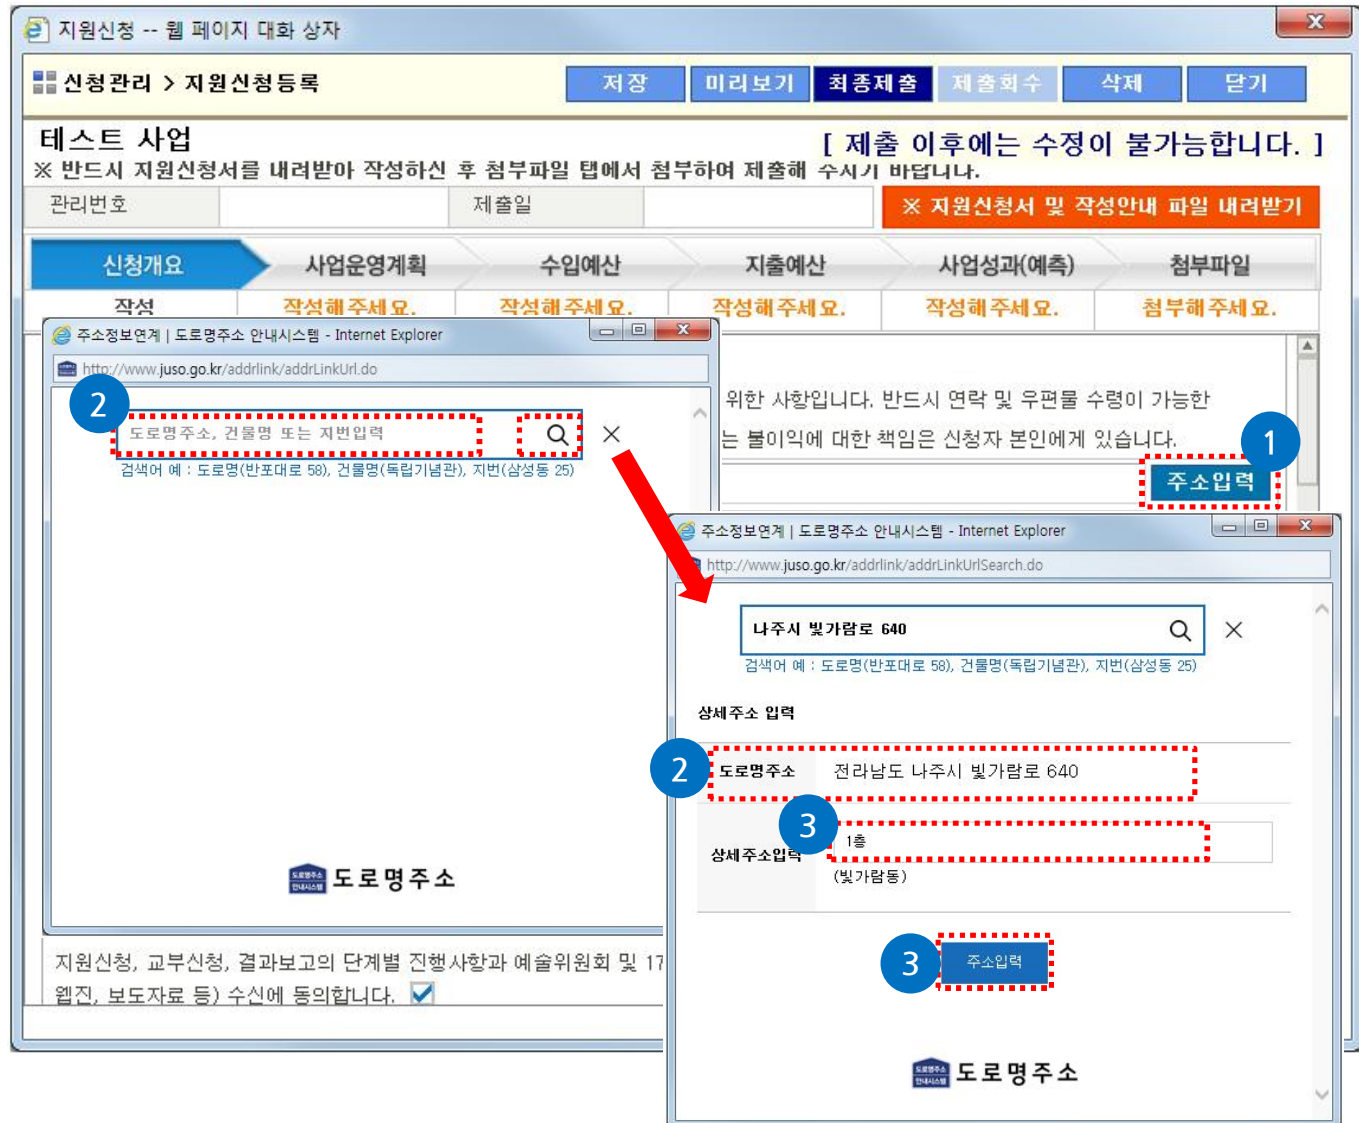 지원신청 -- 웹 페이지 대화 상자
신청관리 > 지원신청등록
저장 미리보기 최종제출 제출회수 삭제 닫기
테스트 사업
[ 제출 이후에는 수정이 불가능합니다. ]
※ 반드시 지원신청서를 내려받아 작성하신 후 첨부파일 탭에서 첨부하여 제출해 주시기 바랍니다.
관리번호 제출일 ※ 지원신청서 및 작성안내 파일 내려받기
신청개요 사업운영계획 수입예산 지출예산 사업성과(예측) 첨부파일
작성 작성해주세요. 작성해주세요. 작성해주세요. 작성해주세요. 첨부해주세요.
주소정보연계 | 도로명주소 안내시스템 - Internet Explorer
http://www.juso.go.kr/addrlink/addrLinkUrl.do
2
도로명주소, 건물명 또는 지번입력
검색어 예 : 도로명(반포대로 58), 건물명(독립기념관), 지번(삼성동 25)
도로명주소
안내시스템
도로명주소
위한 사항입니다. 반드시 연락 및 우편물 수령이 가능한
는 불이익에 대한 책임은 신청자 본인에게 있습니다.
1
주소입력
주소정보연계 | 도로명주소 안내시스템 - Internet Explorer
http://www.juso.go.kr/addrlink/addrLinkUrlSearch.do
나주시 빛가람로 640
검색어 예 : 도로명(반포대로 58), 건물명(독립기념관), 지번(삼성동 25)
상세주소 입력
2
도로명주소 전라남도 나주시 빛가람로 640
3
상세주소입력 1층
(빛가람동)
3
주소입력
도로명주소
안내시스템
도로명주소
지원신청, 교부신청, 결과보고의 단계별 진행사항과 예술위원회 및 17
웹진, 보도자료 등) 수신에 동의합니다.